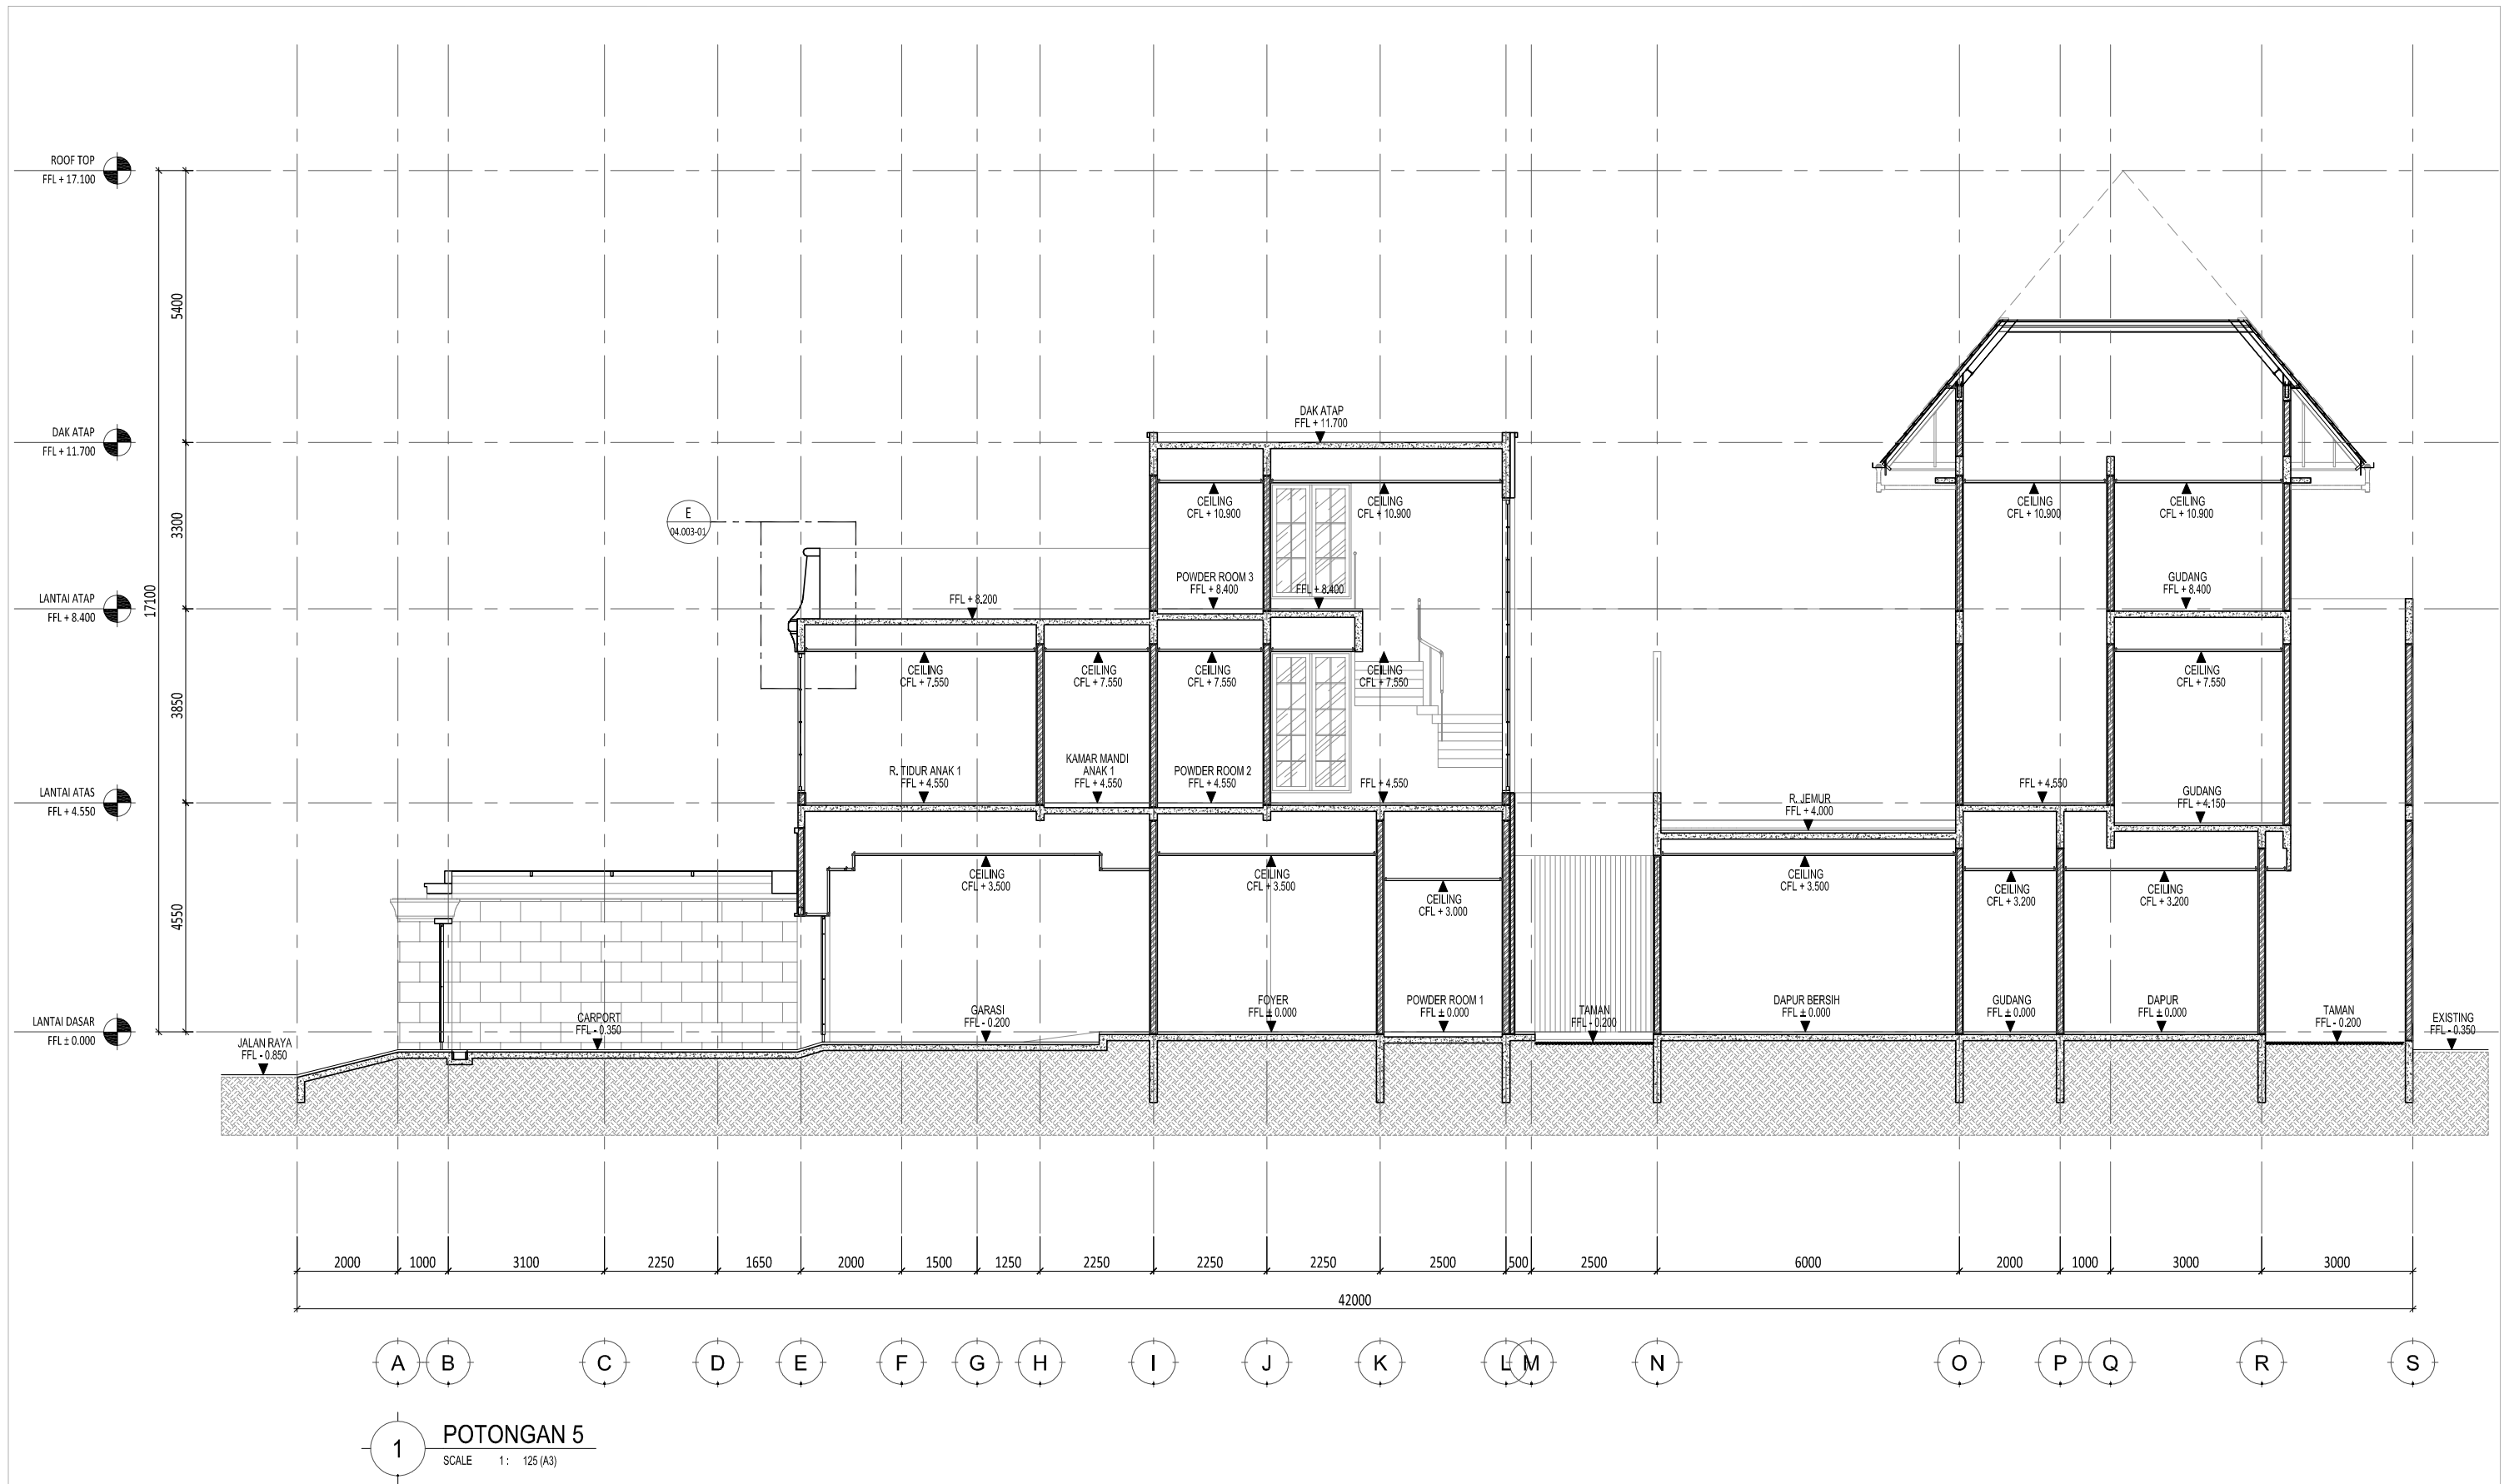 ROOF TOP
FFL + 17.100
5400
DAK ATAP
FFL + 11.700
DAK ATAP
FFL + 11.700
3300
17100
E
04.003-01
CEILING
CFL + 10.900
CEILING
CFL + 10.900
CEILING
CFL + 10.900
CEILING
CFL + 10.900
LANTAI ATAP
FFL + 8.400
FFL + 8.200
POWDER ROOM 3
FFL + 8.400
FFL + 8.400
GUDANG
FFL + 8.400
3850
CEILING
CFL + 7.550
CEILING
CFL + 7.550
CEILING
CFL + 7.550
CEILING
CFL + 7.550
CEILING
CFL + 7.550
LANTAI ATAS
FFL + 4.550
R. TIDUR ANAK 1
FFL + 4.550
KAMAR MANDI
ANAK 1
FFL + 4.550
POWDER ROOM 2
FFL + 4.550
FFL + 4.550
R. JEMUR
FFL + 4.000
FFL + 4.550
GUDANG
FFL + 4.150
4550
CEILING
CFL + 3.500
CEILING
CFL + 3.500
CEILING
CFL + 3.000
CEILING
CFL + 3.500
CEILING
CFL + 3.200
CEILING
CFL + 3.200
LANTAI DASAR
FFL ± 0.000
JALAN RAYA
FFL - 0.850
CARPORT
FFL - 0.350
GARASI
FFL - 0.200
FOYER
FFL ± 0.000
POWDER ROOM 1
FFL ± 0.000
TAMAN
FFL - 0.200
DAPUR BERSIH
FFL ± 0.000
GUDANG
FFL ± 0.000
DAPUR
FFL ± 0.000
TAMAN
FFL - 0.200
EXISTING
FFL - 0.350
2000 1000 3100 2250 1650 2000 1500 1250 2250 2250 2250 2500 500 2500 6000 2000 1000 3000 3000
42000
A B C D E F G H I J K L M N O P Q R S
1
POTONGAN 5
SCALE 1 : 125 (A3)